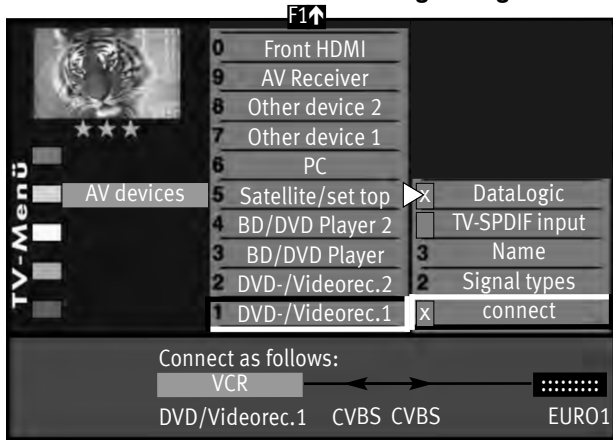 F1↑
0 Front HDMI
9 AV Receiver
8 Other device 2
7 Other device 1
6 PC
TV-Menü
AV devices
5 Satellite/set top
x DataLogic
4 BD/DVD Player 2
TV-SPDIF input
3 BD/DVD Player
3 Name
2 DVD-/Videorec.2
2 Signal types
1 DVD-/Videorec.1
x connect
Connect as follows:
VCR
DVD/Videorec.1 CVBS CVBS EURO1